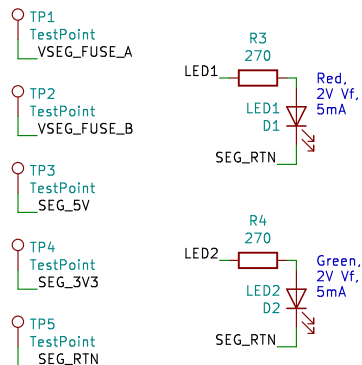 TP1
TestPoint
VSEG_FUSE_A
TP2
TestPoint
VSEG_FUSE_B
TP3
TestPoint
SEG_5V
TP4
TestPoint
SEG_3V3
TP5
TestPoint
SEG_RTN
R3
270
LED1
Red,
2V Vf,
5mA
LED1
D1
SEG_RTN
R4
270
LED2
Green,
2V Vf,
5mA
LED2
D2
SEG_RTN